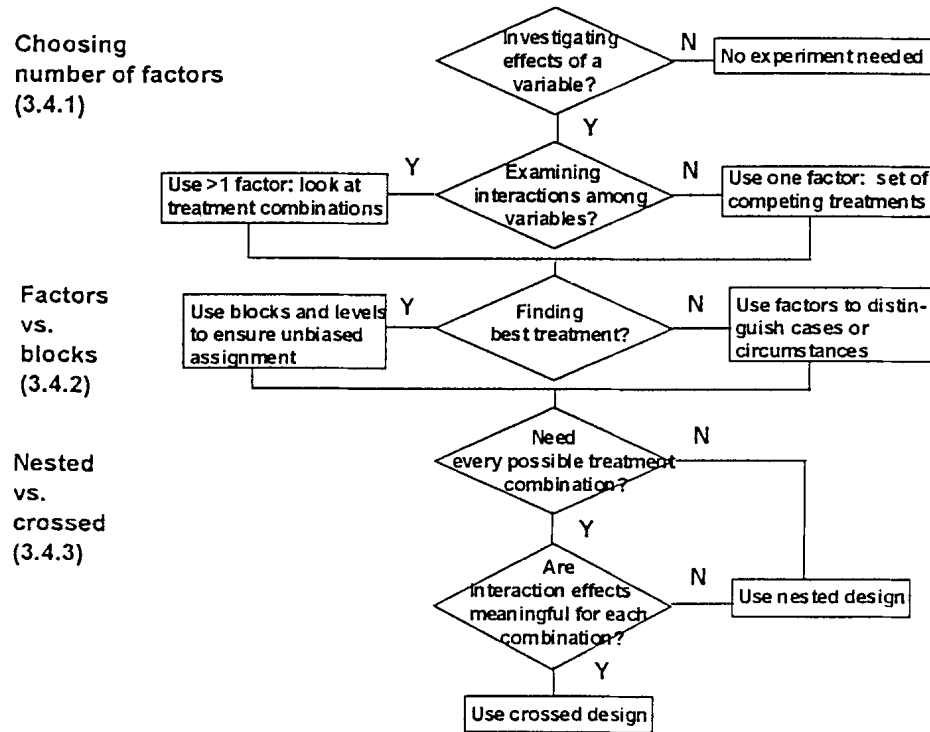 Choosing
number of factors
(3.4.1)
Investigating
effects of a
variable?
N
No experiment needed
Y
Y
Examining
interactions among
variables?
N
Use >1 factor: look at
treatment combinations
Use one factor: set of
competing treatments
Factors
vs.
blocks
(3.4.2)
Use blocks and levels
to ensure unbiased
assignment
Y
Finding
best treatment?
N
Use factors to distin-
guish cases or
circumstances
Nested
vs.
crossed
(3.4.3)
Need
every possible treatment
combination?
N
Y
Are
interaction effects
meaningful for each
combination?
N
Use nested design
Y
Use crossed design